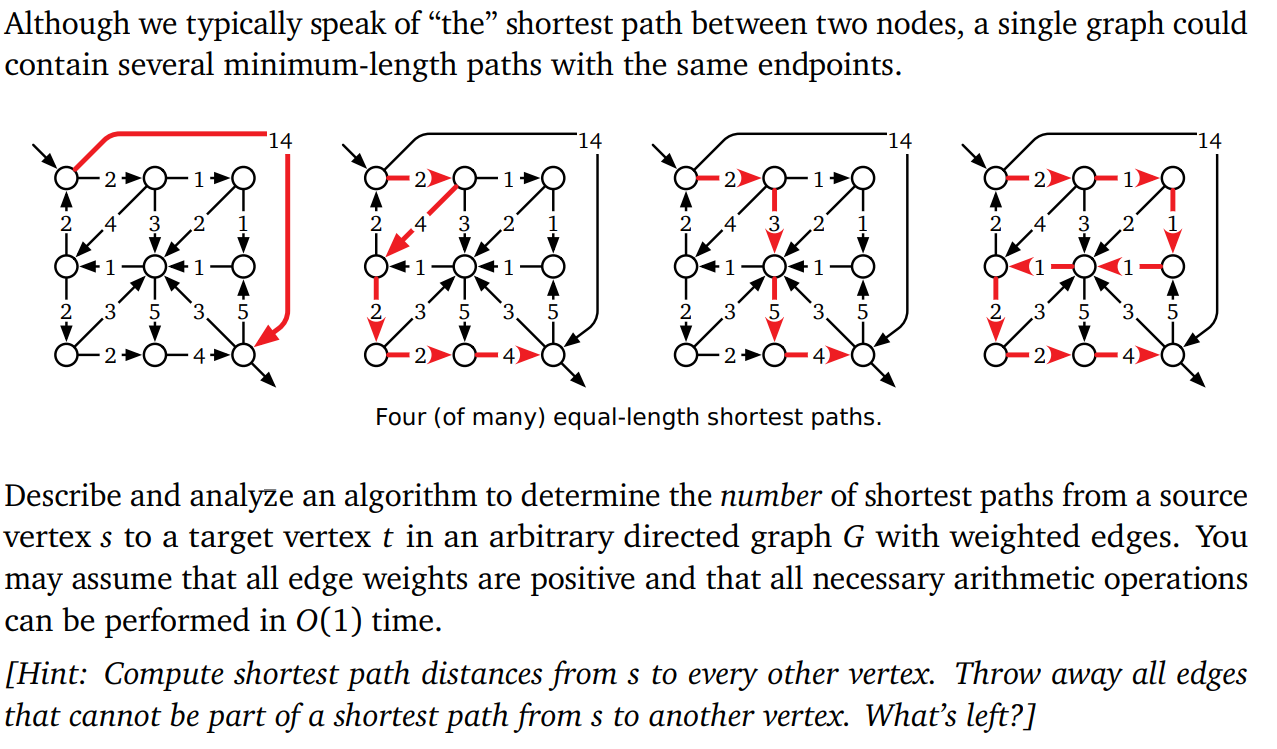 Although we typically speak of “the” shortest path between two nodes, a single graph could
contain several minimum-length paths with the same endpoints.
14 14 14 14
2 1 2 1 2 1 2 1
2 4 3 2 1 2 4 3 2 1 2 4 3 2 1 2 4 3 2 1
1 1 1 1 1 1 1 1
2 3 5 3 5 2 3 5 3 5 2 3 5 3 5 2 3 5 3 5
2 4 2 4 2 4 2 4
Four (of many) equal-length shortest paths.
Describe and analyze an algorithm to determine the number of shortest paths from a source
vertex s to a target vertex t in an arbitrary directed graph G with weighted edges. You
may assume that all edge weights are positive and that all necessary arithmetic operations
can be performed in O(1) time.
[Hint: Compute shortest path distances from s to every other vertex. Throw away all edges
that cannot be part of a shortest path from s to another vertex. What’s left?]